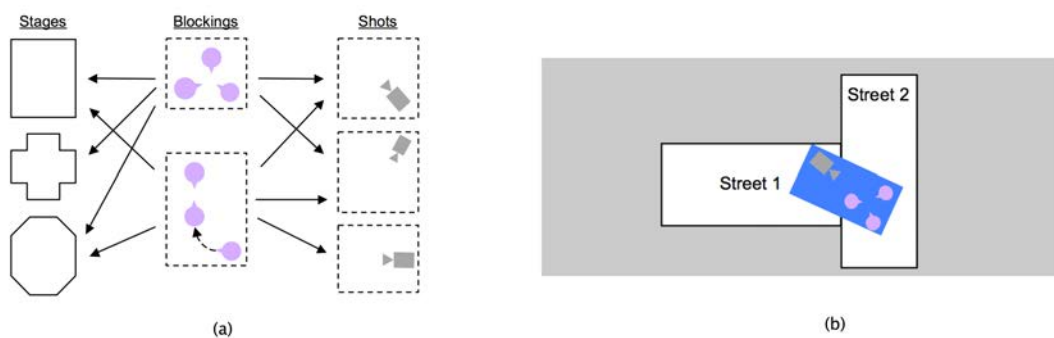 Stages
Blockings
Shots
(a)
Street 1
Street 2
(b)